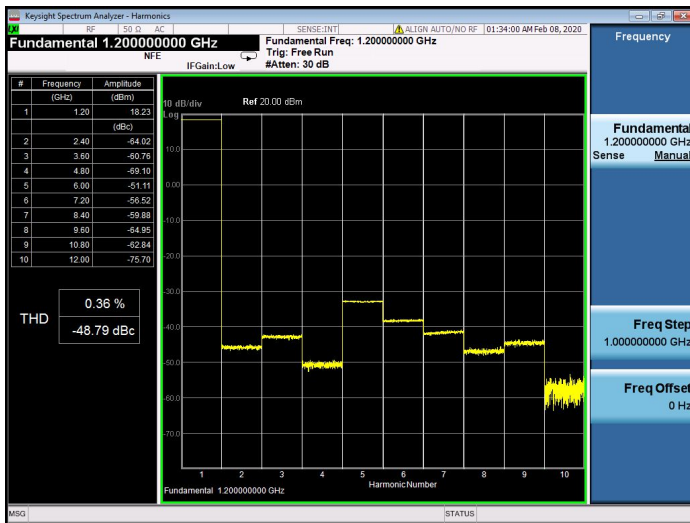 Keysight Spectrum Analyzer - Harmonics
LXI RF 50 Ω AC SENSE:INT ALIGN AUTO/NO RF 01:34:00 AM Feb 08, 2020
Fundamental 1.200000000 GHz
NFE
IFGain:Low
Fundamental Freq: 1.200000000 GHz
Trig: Free Run
#Atten: 30 dB
Frequency
# Frequency Amplitude
(GHz) (dBm)
1 1.20 18.23
(dBc)
2 2.40 -64.02
3 3.60 -60.76
4 4.80 -69.10
5 6.00 -51.11
6 7.20 -56.52
7 8.40 -59.88
8 9.60 -64.95
9 10.80 -62.84
10 12.00 -75.70
THD
0.36 %
-48.79 dBc
10 dB/div Ref 20.00 dBm
Log
10.0
0.00
-10.0
-20.0
-30.0
-40.0
-50.0
-60.0
-70.0
1 2 3 4 5 6 7 8 9 10
Harmonic Number
Fundamental 1.200000000 GHz
Fundamental
1.200000000 GHz
Sense Manual
Freq Step
1.000000000 GHz
Freq Offset
0 Hz
MSG STATUS